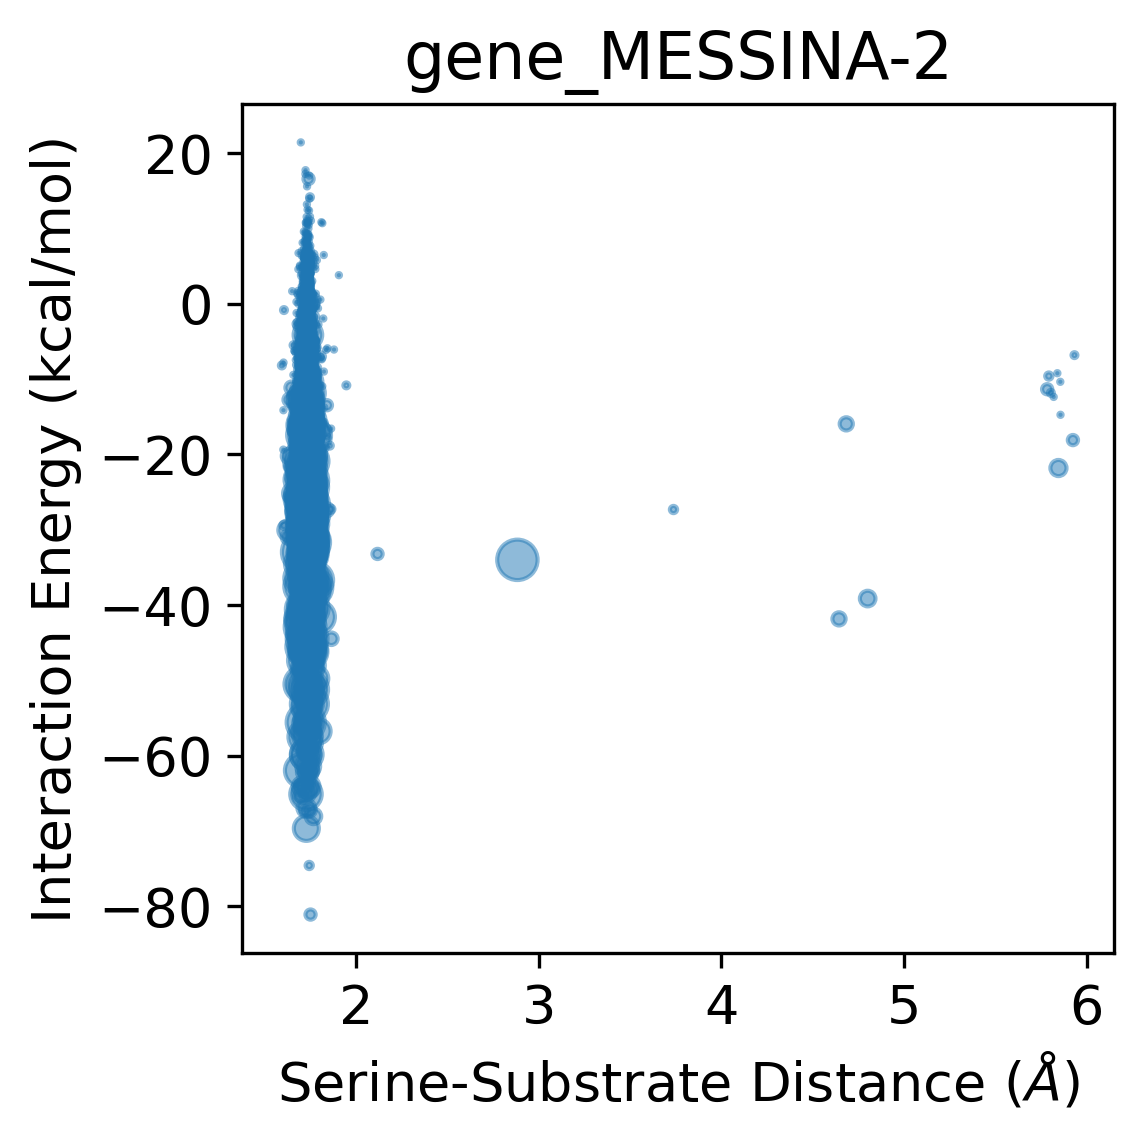 gene_MESSINA-2
Interaction Energy (kcal/mol)
20
0
−20
−40
−60
−80
2 3 4 5 6
Serine-Substrate Distance (Å)